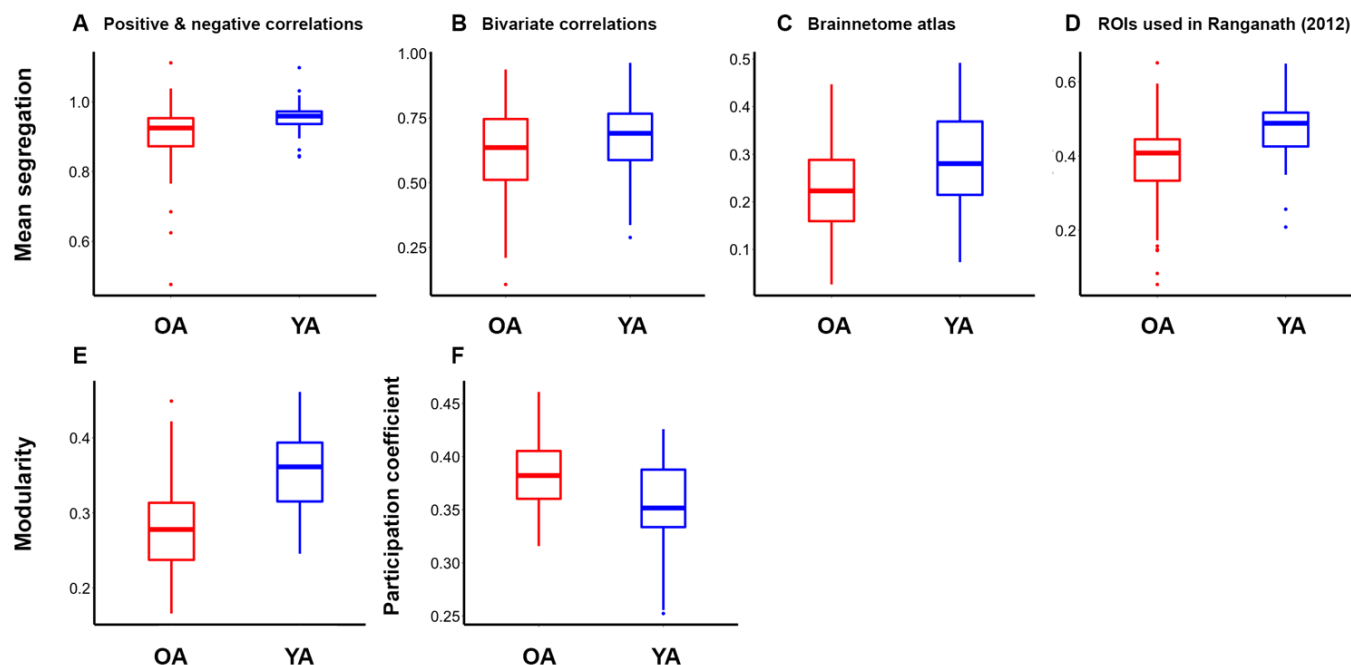 A Positive & negative correlations
B Bivariate correlations
C Brainnetome atlas
D ROIs used in Ranganath (2012)
Mean segregation
1.0
0.8
0.6
OA YA
1.00
0.75
0.50
0.25
OA YA
0.5
0.4
0.3
0.2
0.1
OA YA
0.6
0.4
0.2
OA YA
E
Modularity
0.4
0.3
0.2
OA YA
F
Participation coefficient
0.45
0.40
0.35
0.30
0.25
OA YA